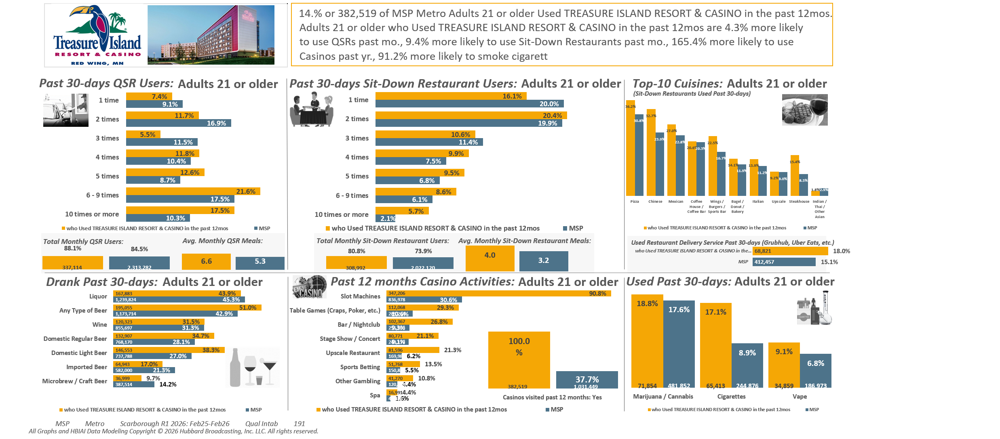 Treasure Island
RESORT & CASINO
RED WING, MN
14.% or 382,519 of MSP Metro Adults 21 or older Used TREASURE ISLAND RESORT & CASINO in the past 12mos.
Adults 21 or older who Used TREASURE ISLAND RESORT & CASINO in the past 12mos are 4.3% more likely
to use QSRs past mo., 9.4% more likely to use Sit-Down Restaurants past mo., 165.4% more likely to use
Casinos past yr., 91.2% more likely to smoke cigarett
Past 30-days QSR Users: Adults 21 or older
1 time 7.4% 9.1%
2 times 11.7% 16.9%
3 times 5.5% 11.5%
4 times 11.8% 10.4%
5 times 12.6% 8.7%
6 - 9 times 21.6% 17.5%
10 times or more 17.5% 10.3%
who Used TREASURE ISLAND RESORT & CASINO in the past 12mos MSP
Total Monthly QSR Users:
88.1% 84.5%
337,114 2,313,282
Avg. Monthly QSR Meals:
6.6 5.3
Past 30-days Sit-Down Restaurant Users: Adults 21 or older
1 time 16.1% 20.0%
2 times 20.4% 19.9%
3 times 10.6% 11.4%
4 times 9.9% 7.5%
5 times 9.5% 6.8%
6 - 9 times 8.6% 6.1%
10 times or more 5.7% 2.1%
who Used TREASURE ISLAND RESORT & CASINO in the past 12mos MSP
Total Monthly Sit-Down Restaurant Users:
80.8% 73.9%
308,992 2,022,120
Avg. Monthly Sit-Down Restaurant Meals:
4.0 3.2
Top-10 Cuisines: Adults 21 or older
(Sit-Down Restaurants Used Past 30-days)
36.2% 30.8% 32.7% 23.9% 27.0% 22.8% 20.6% 20.3% 22.5% 16.7% 14.1% 11.9% 13.9% 11.2% 9.2% 9.0% 15.4% 8.3% 1.8% 2.9%
Pizza Chinese Mexican Coffee Wings / Bagel / Italian Upscale Steakhouse Indian /
House / Burgers / Donut / Thai /
Coffee Bar Sports Bar Bakery Other
Asian
who Used TREASURE ISLAND RESORT & CASINO in the past 12mos MSP
Used Restaurant Delivery Service Past 30-days (Grubhub, Uber Eats, etc.)
who Used TREASURE ISLAND RESORT & CASINO in the... 68,821 18.0%
MSP 412,457 15.1%
Drank Past 30-days: Adults 21 or older
Liquor 167,883 43.9% 1,239,824 45.3%
Any Type of Beer 195,055 51.0% 1,173,714 42.9%
Wine 120,323 31.5% 855,697 31.3%
Domestic Regular Beer 132,907 34.7% 768,170 28.1%
Domestic Light Beer 146,553 38.3% 737,788 27.0%
Imported Beer 64,943 17.0% 582,000 21.3%
Microbrew / Craft Beer 36,999 9.7% 387,514 14.2%
who Used TREASURE ISLAND RESORT & CASINO in the past 12mos MSP
CASINO
Past 12 months Casino Activities: Adults 21 or older
Slot Machines 347,206 90.8% 836,978 30.6%
Table Games (Craps, Poker, etc.) 112,068 29.3% 10.6%
Bar / Nightclub 102,367 26.8% 9.3%
Stage Show / Concert 80,771 21.1% 9.1%
Upscale Restaurant 81,596 21.3% 6.2%
Sports Betting 51,768 13.5% 5.5%
Other Gambling 41,270 10.8% 4.4%
Spa 16,991 4.4% 1.6%
100.0
%
382,519
37.7%
1,031,449
Casinos visited past 12 months: Yes
who Used TREASURE ISLAND RESORT & CASINO in the past 12mos MSP
Used Past 30-days: Adults 21 or older
CIGARETTES
18.8% 17.6% 17.1% 8.9% 9.1% 6.8%
71,854 481,852 65,413 244,876 34,859 186,973
Marijuana / Cannabis Cigarettes Vape
who Used TREASURE ISLAND RESORT & CASINO in the past 12mos MSP
MSP Metro Scarborough R1 2026: Feb25-Feb26 Qual Intab 191
All Graphs and HBIAI Data Modeling Copyright © 2026 Hubbard Broadcasting, Inc. LLC. All rights reserved.